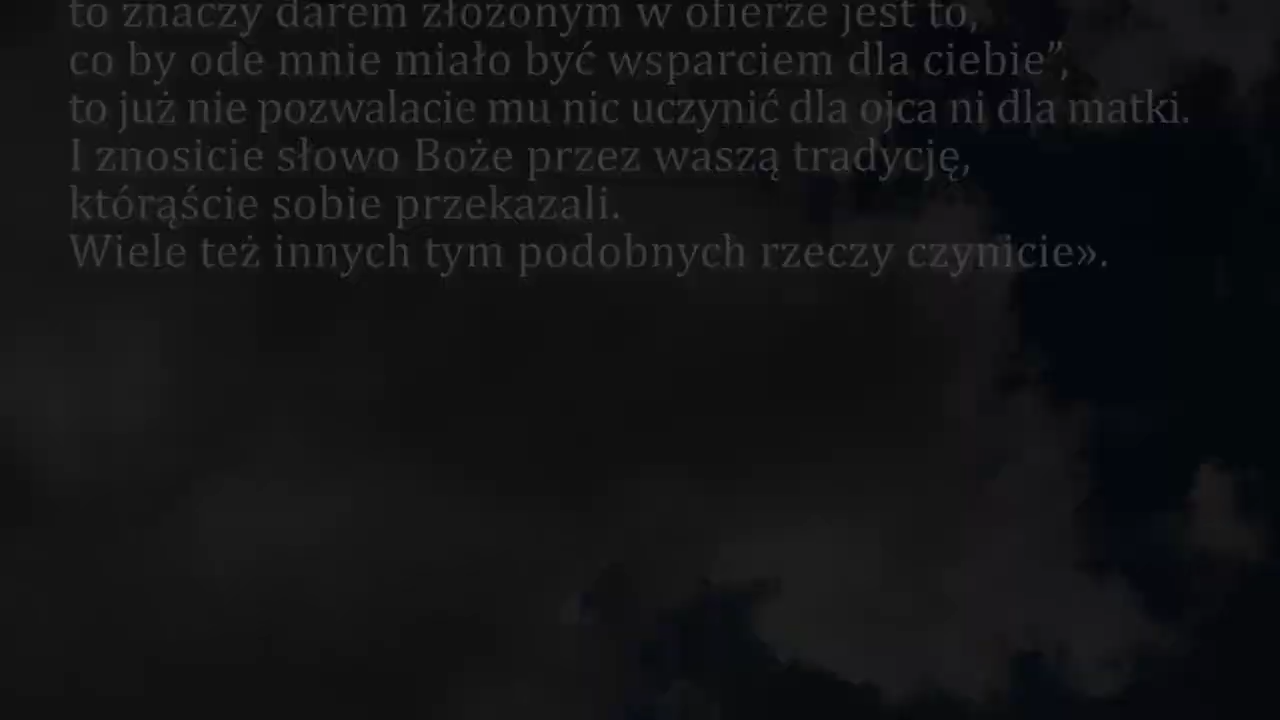 to znaczy darem złożonym w ofierze jest to,
co by ode mnie miało być wsparciem dla ciebie”,
to już nie pozwalacie mu nic uczynić dla ojca ni dla matki.
I znosicie słowo Boże przez waszą tradycję,
którąście sobie przekazali.
Wiele też innych tym podobnych rzeczy czynicie».